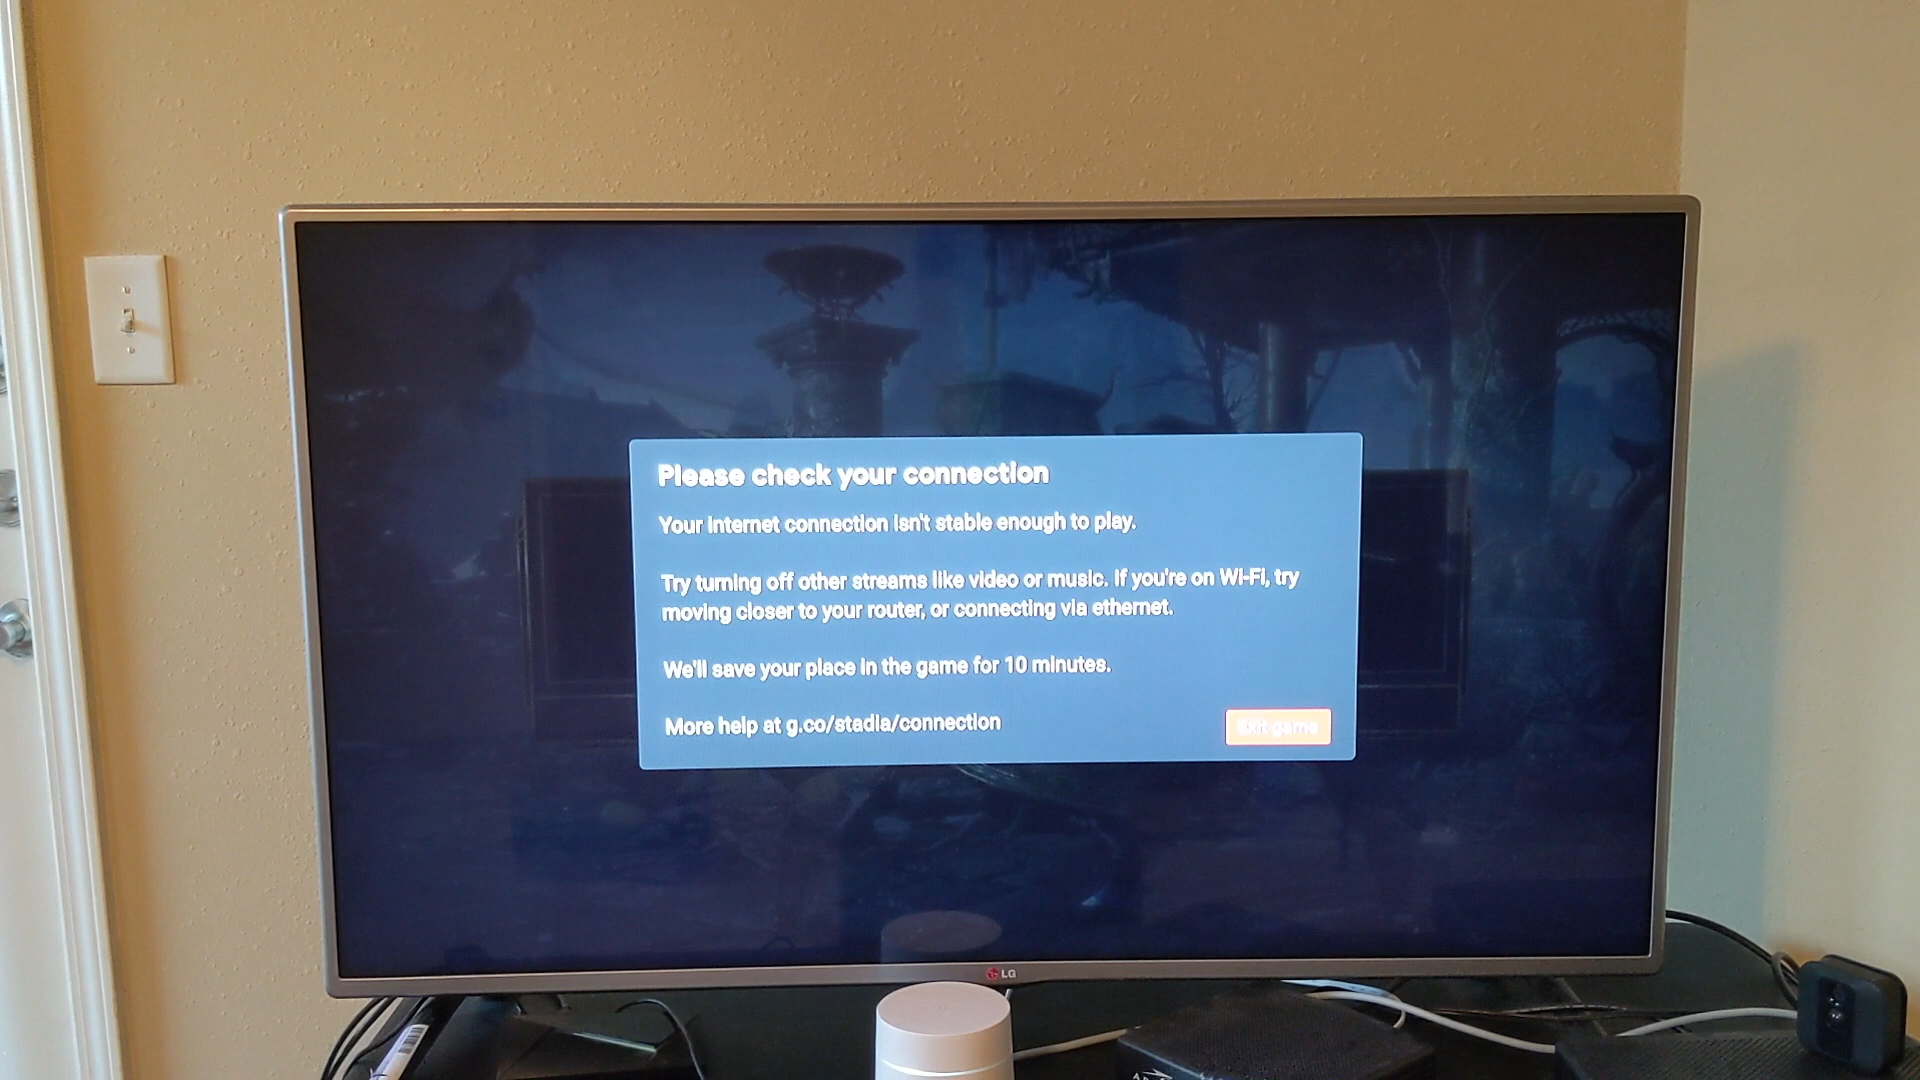 Please check your connection
Your internet connection isn't stable enough to play.
Try turning off other streams like video or music. If you're on Wi-Fi, try
moving closer to your router, or connecting via ethernet.
We'll save your place in the game for 10 minutes.
More help at g.co/stadia/connection
Exit game
LG